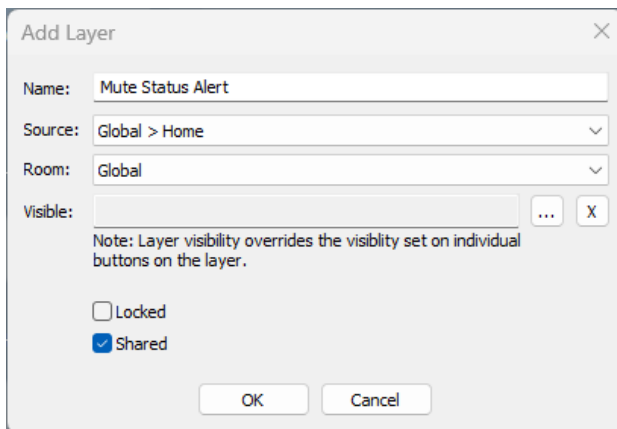 Add Layer
Name: Mute Status Alert
Source: Global > Home
Room: Global
Visible: ... X
Note: Layer visibility overrides the visiblity set on individual
buttons on the layer.
Locked
Shared
OK Cancel